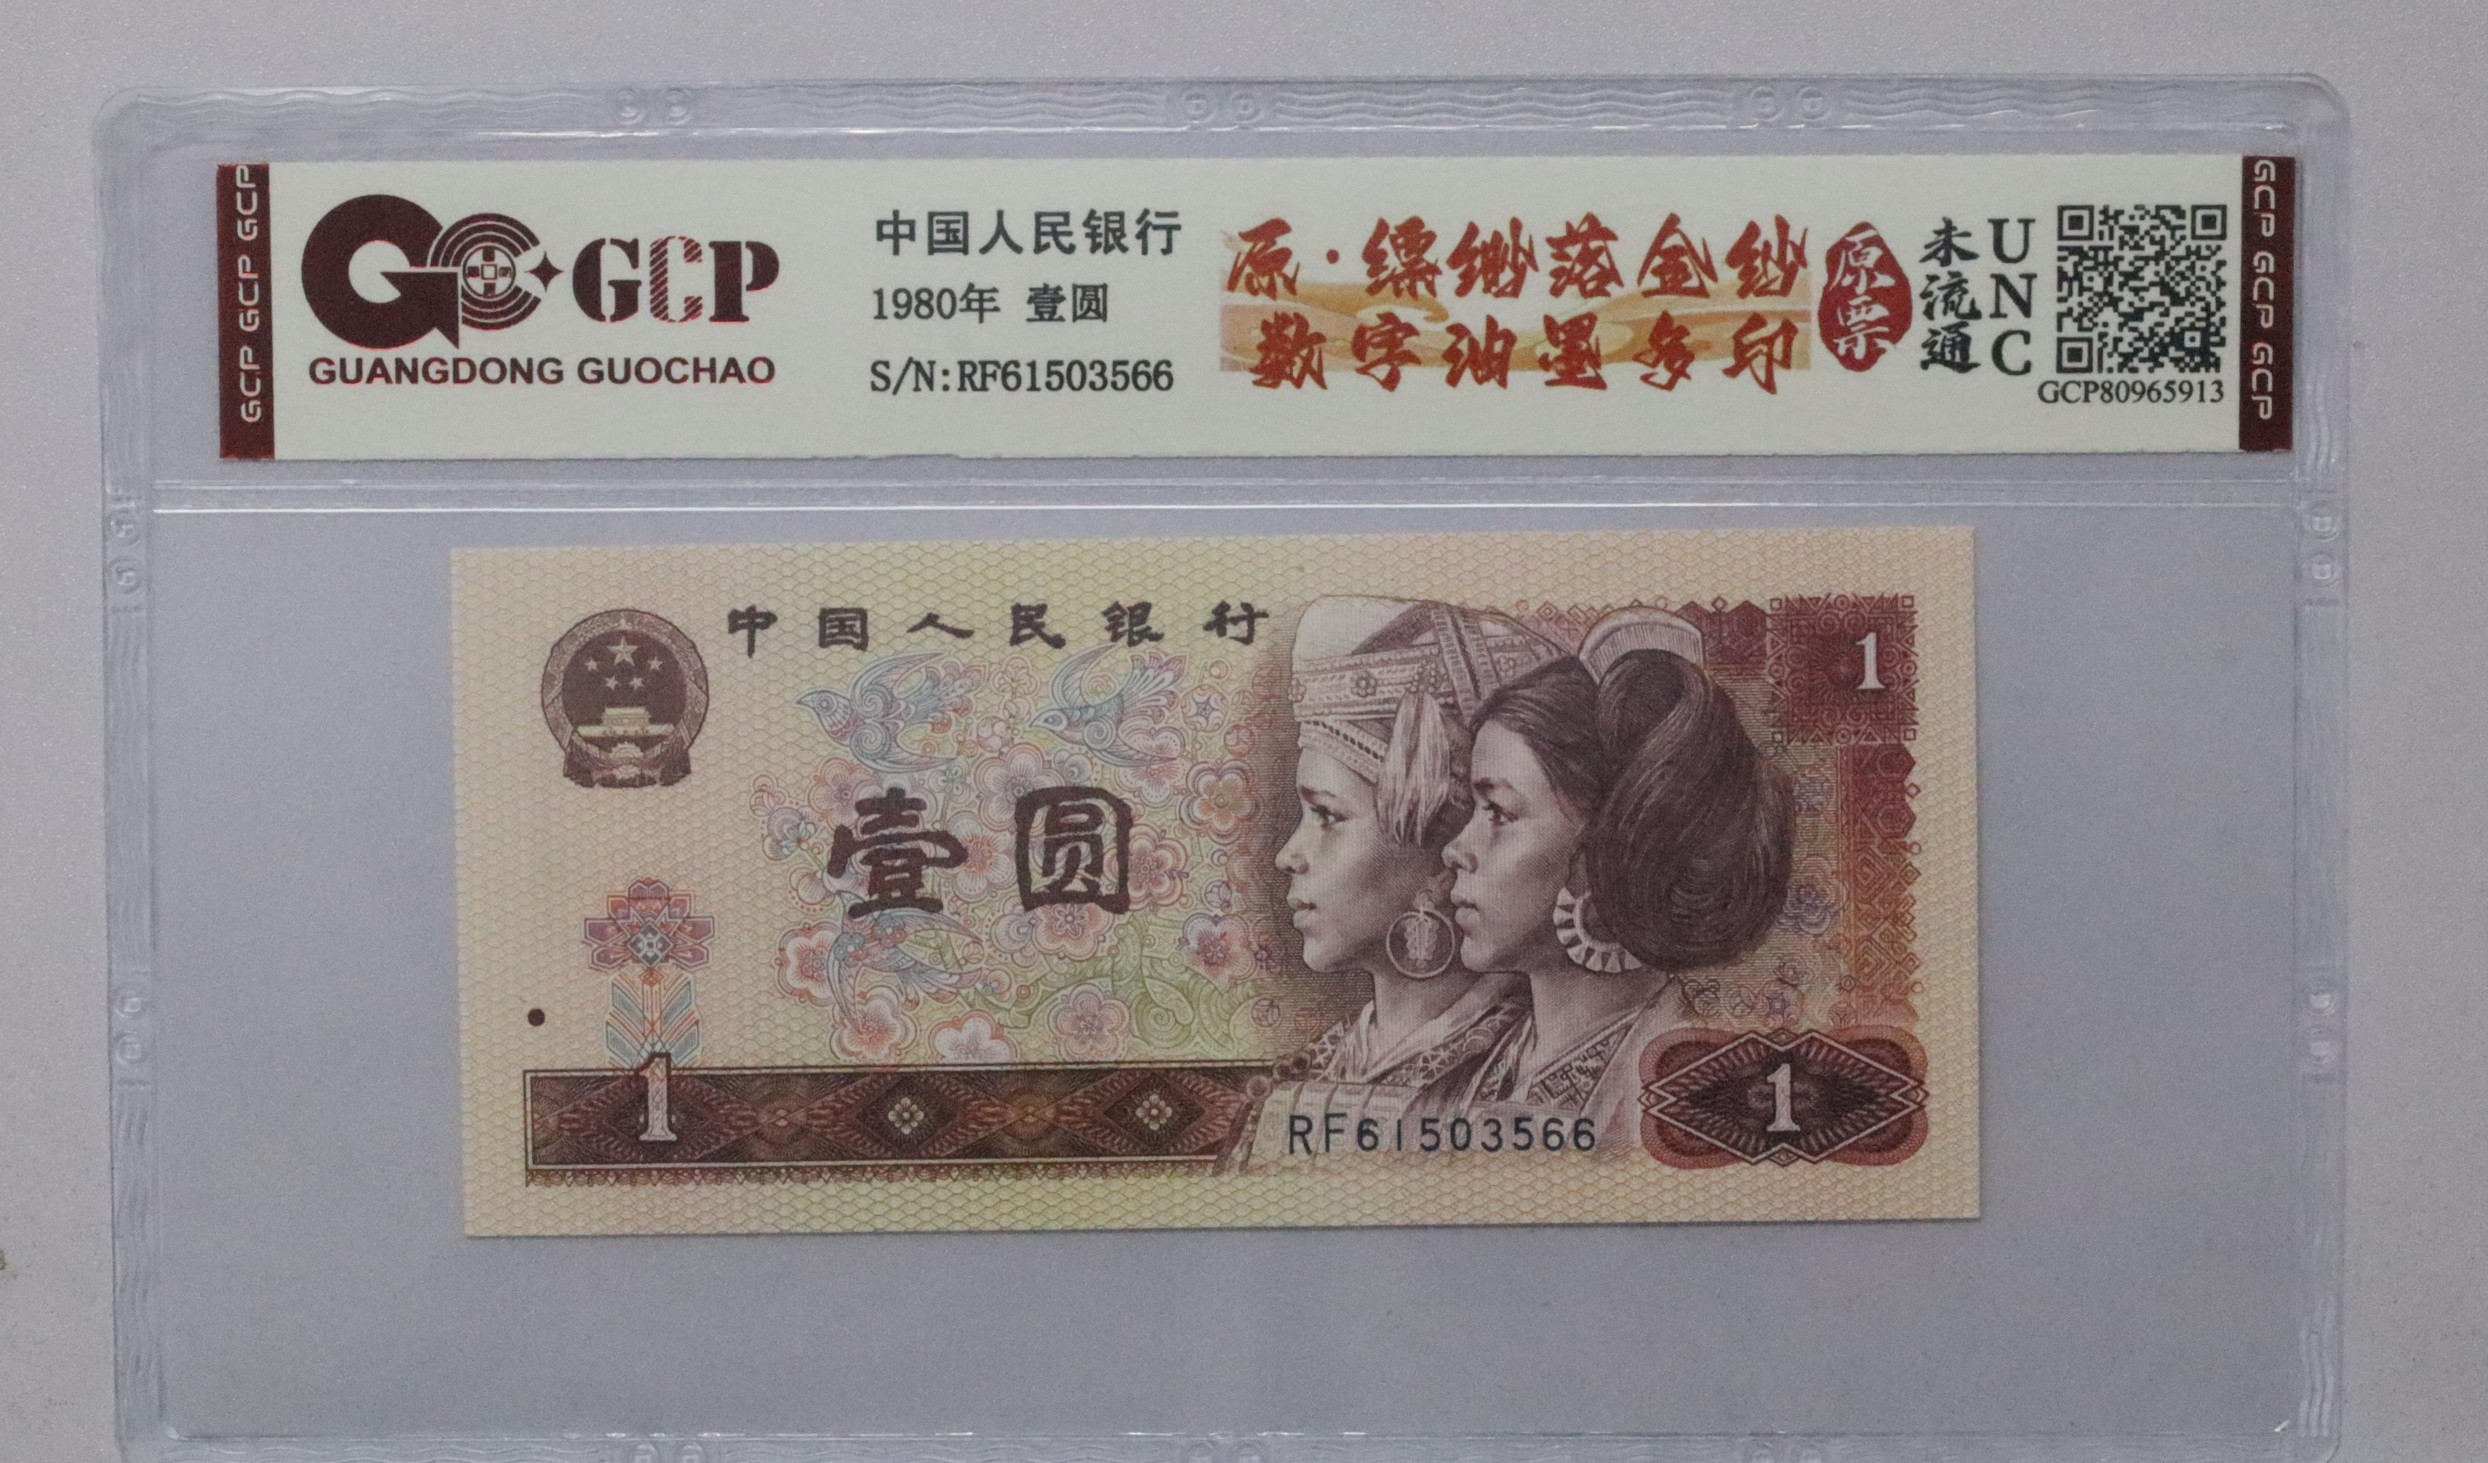 GCP GCP GCP
GCP
GUANGDONG GUOCHAO
中国人民银行
1980年 壹圆
S/N:RF61503566
原·缥缈落金纱
数字油墨多印
原票
未流通
UNC
GCP80965913
GCP GCP GCP
中国人民银行
1
壹圆
1
1
RF61503566